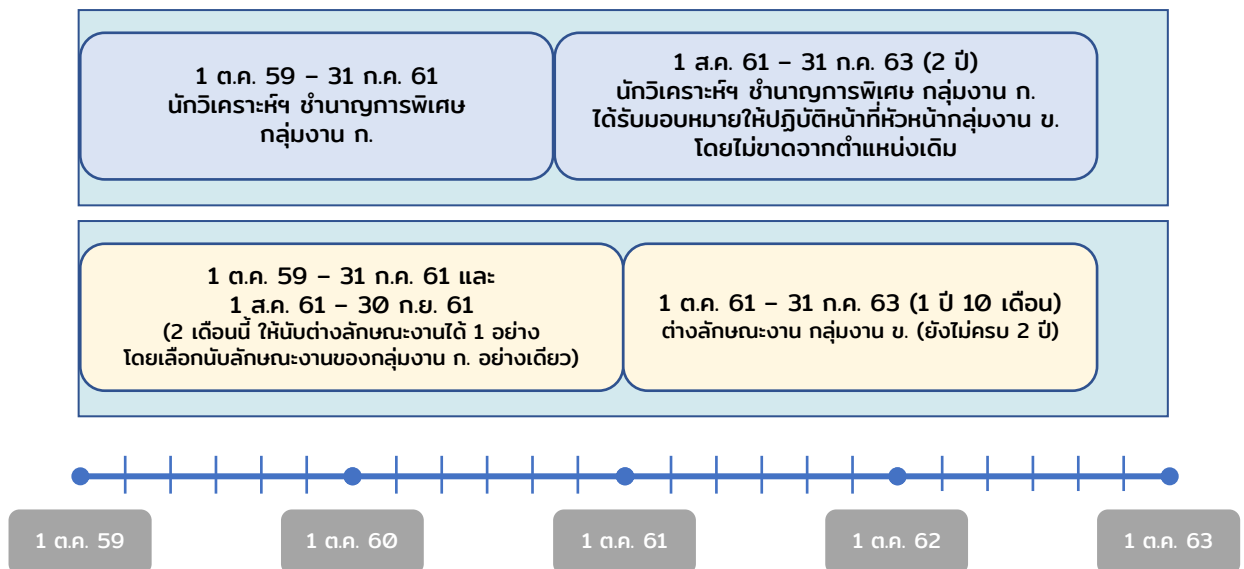 1 ต.ค. 59 – 31 ก.ค. 61
นักวิเคราะห์ฯ ชำนาญการพิเศษ
กลุ่มงาน ก.
1 ส.ค. 61 – 31 ก.ค. 63 (2 ปี)
นักวิเคราะห์ฯ ชำนาญการพิเศษ กลุ่มงาน ก.
ได้รับมอบหมายให้ปฏิบัติหน้าที่หัวหน้ากลุ่มงาน ข.
โดยไม่ขาดจากตำแหน่งเดิม
1 ต.ค. 59 – 31 ก.ค. 61 และ
1 ส.ค. 61 – 30 ก.ย. 61
(2 เดือนนี้ ให้นับต่างลักษณะงานได้ 1 อย่าง
โดยเลือกนับลักษณะงานของกลุ่มงาน ก. อย่างเดียว)
1 ต.ค. 61 – 31 ก.ค. 63 (1 ปี 10 เดือน)
ต่างลักษณะงาน กลุ่มงาน ข. (ยังไม่ครบ 2 ปี)
1 ต.ค. 59
1 ต.ค. 60
1 ต.ค. 61
1 ต.ค. 62
1 ต.ค. 63